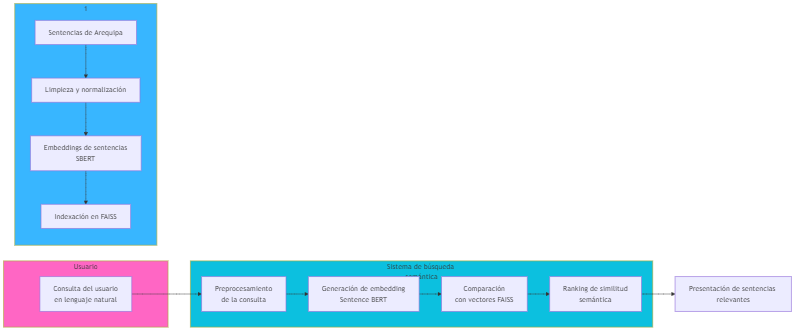 1
Sentencias de Arequipa
Limpieza y normalización
Embeddings de sentencias
SBERT
Indexación en FAISS
Usuario
Consulta del usuario
en lenguaje natural
Sistema de búsqueda
semántica
Preprocesamiento
de la consulta
Generación de embedding
Sentence BERT
Comparación
con vectores FAISS
Ranking de similitud
semántica
Presentación de sentencias
relevantes